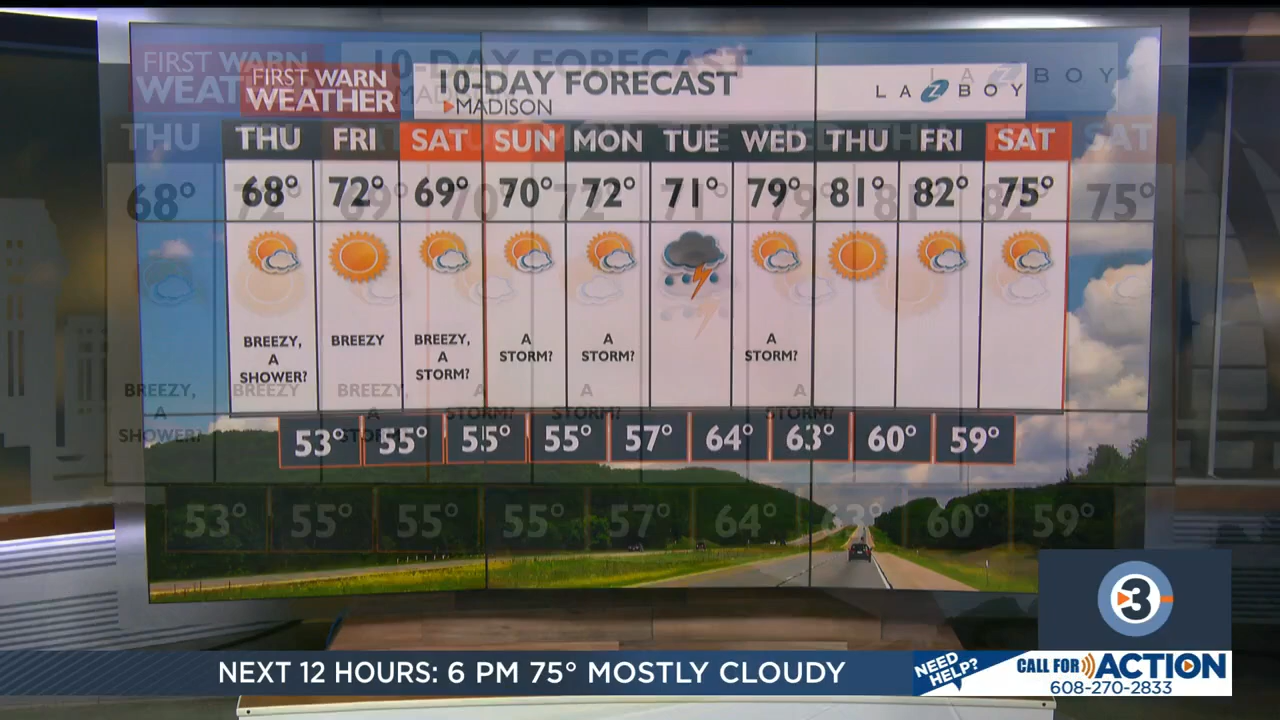 FIRST WARN
WEATHER
10-DAY FORECAST
MADISON
LA Z BOY
THU FRI SAT SUN MON TUE WED THU FRI SAT
68° 72° 69° 70° 72° 71° 79° 81° 82° 75°
BREEZY, A SHOWER?
BREEZY
BREEZY, A STORM?
A STORM?
A STORM?
A STORM?
53° 55° 55° 55° 57° 64° 63° 60° 59°
3
NEXT 12 HOURS: 6 PM 75° MOSTLY CLOUDY
NEED HELP?
CALL FOR ACTION
608-270-2833